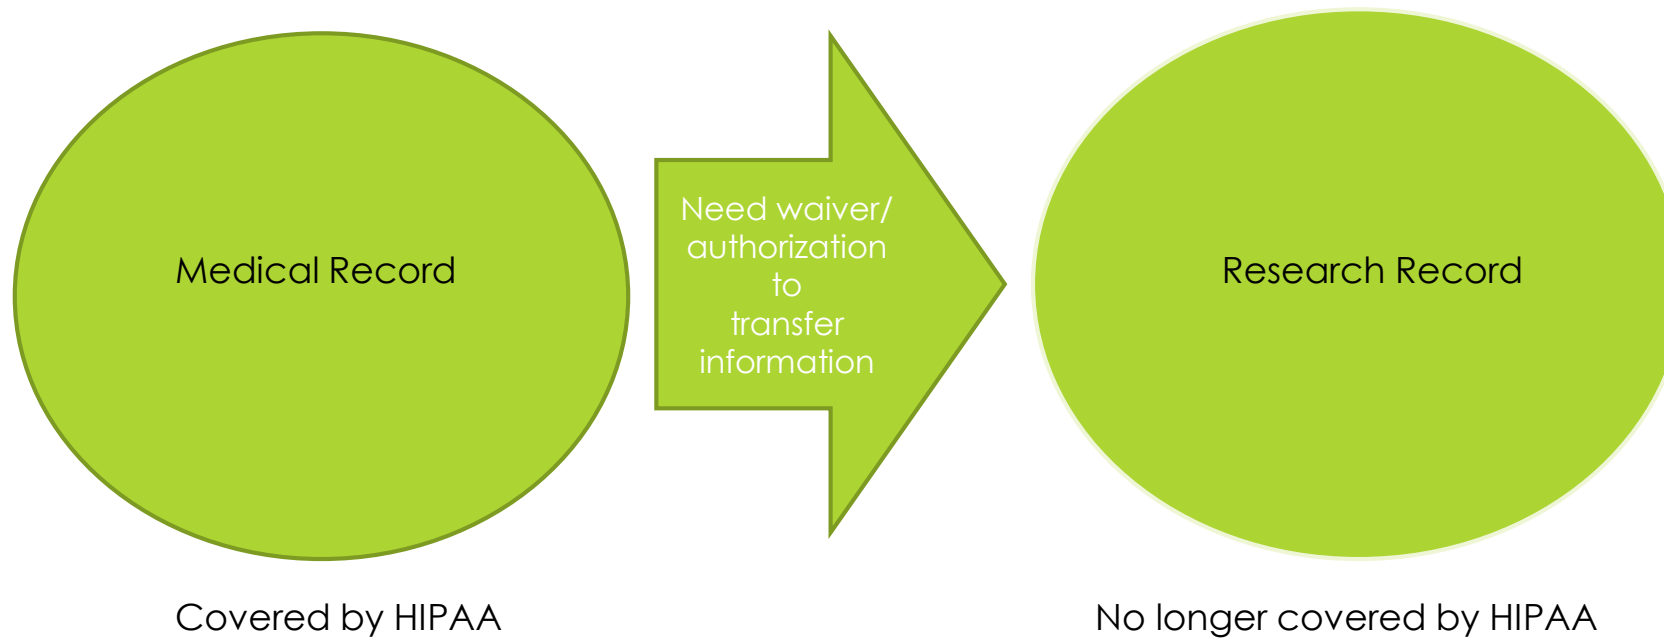 Medical Record
Need waiver/
authorization
to
transfer
information
Research Record
Covered by HIPAA
No longer covered by HIPAA